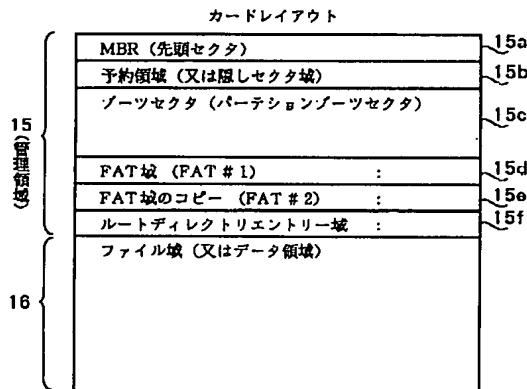 カードレイアウト
MBR (先頭セクタ) 15a
予約領域 (又は隠しセクタ域) 15b
ブーツセクタ (パーテションブーツセクタ) 15c
15
(管理領域)
FAT域 (FAT # 1) : 15d
FAT域のコピー (FAT # 2) : 15e
ルートディレクトリエントリー域 : 15f
ファイル域 (又はデータ領域)
16